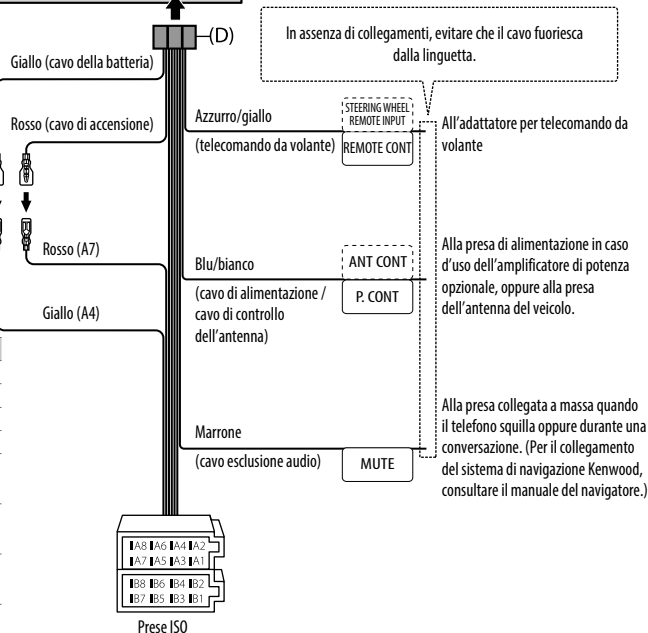 (D)
In assenza di collegamenti, evitare che il cavo fuoriesca
dalla linguetta.
Giallo (cavo della batteria)
Rosso (cavo di accensione)
Azzurro/giallo
(telecomando da volante)
STEERING WHEEL
REMOTE INPUT
REMOTE CONT
All'adattatore per telecomando da
volante
Rosso (A7)
Giallo (A4)
Blu/bianco
(cavo di alimentazione /
cavo di controllo
dell'antenna)
ANT CONT
P. CONT
Alla presa di alimentazione in caso
d'uso dell'amplificatore di potenza
opzionale, oppure alla presa
dell'antenna del veicolo.
Marrone
(cavo esclusione audio)
MUTE
Alla presa collegata a massa quando
il telefono squilla oppure durante una
conversazione. (Per il collegamento
del sistema di navigazione Kenwood,
consultare il manuale del navigatore.)
A8 A6 A4 A2
A7 A5 A3 A1
B8 B6 B4 B2
B7 B5 B3 B1
Prese ISO